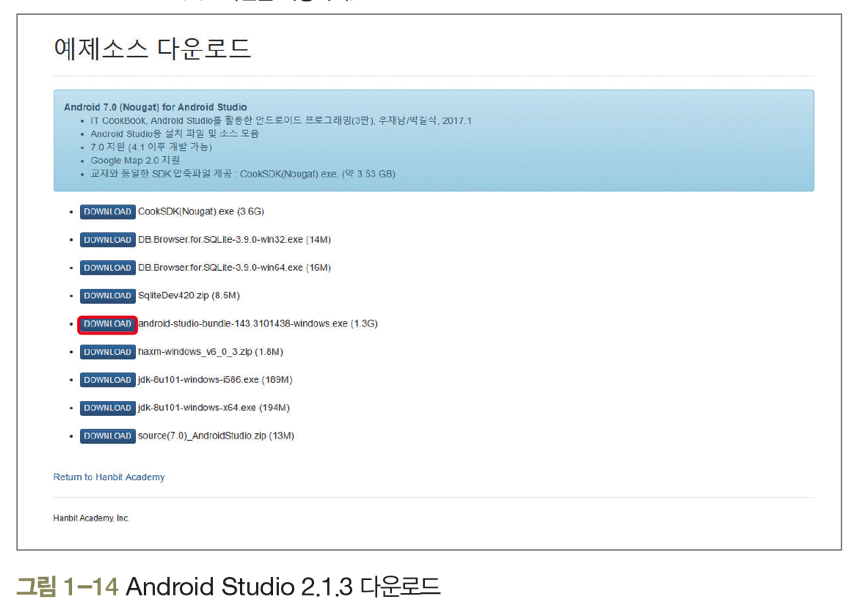 예제소스 다운로드
Android 7.0 (Nougat) for Android Studio
• IT CookBook, Android Studio를 활용한 안드로이드 프로그래밍(3판), 우재남/박길식, 2017.1
• Android Studio용 설치 파일 및 소스 모음
• 7.0 지원 (4.1 이후 개발 가능)
• Google Map 2.0 지원
• 교재와 동일한 SDK 압축파일 제공 : CookSDK(Nougat).exe, (약 3.53 GB)
• DOWNLOAD CookSDK(Nougat).exe (3.6G)
• DOWNLOAD DB.Browser.for.SQLite-3.9.0-win32.exe (14M)
• DOWNLOAD DB.Browser.for.SQLite-3.9.0-win64.exe (16M)
• DOWNLOAD SqliteDev420.zip (8.5M)
• DOWNLOAD android-studio-bundle-143.3101438-windows.exe (1.3G)
• DOWNLOAD haxm-windows_v6_0_3.zip (1.8M)
• DOWNLOAD jdk-8u101-windows-i586.exe (189M)
• DOWNLOAD jdk-8u101-windows-x64.exe (194M)
• DOWNLOAD source(7.0)_AndroidStudio.zip (13M)
Return to Hanbit Academy
Hanbit Academy, Inc.
그림 1-14 Android Studio 2.1.3 다운로드